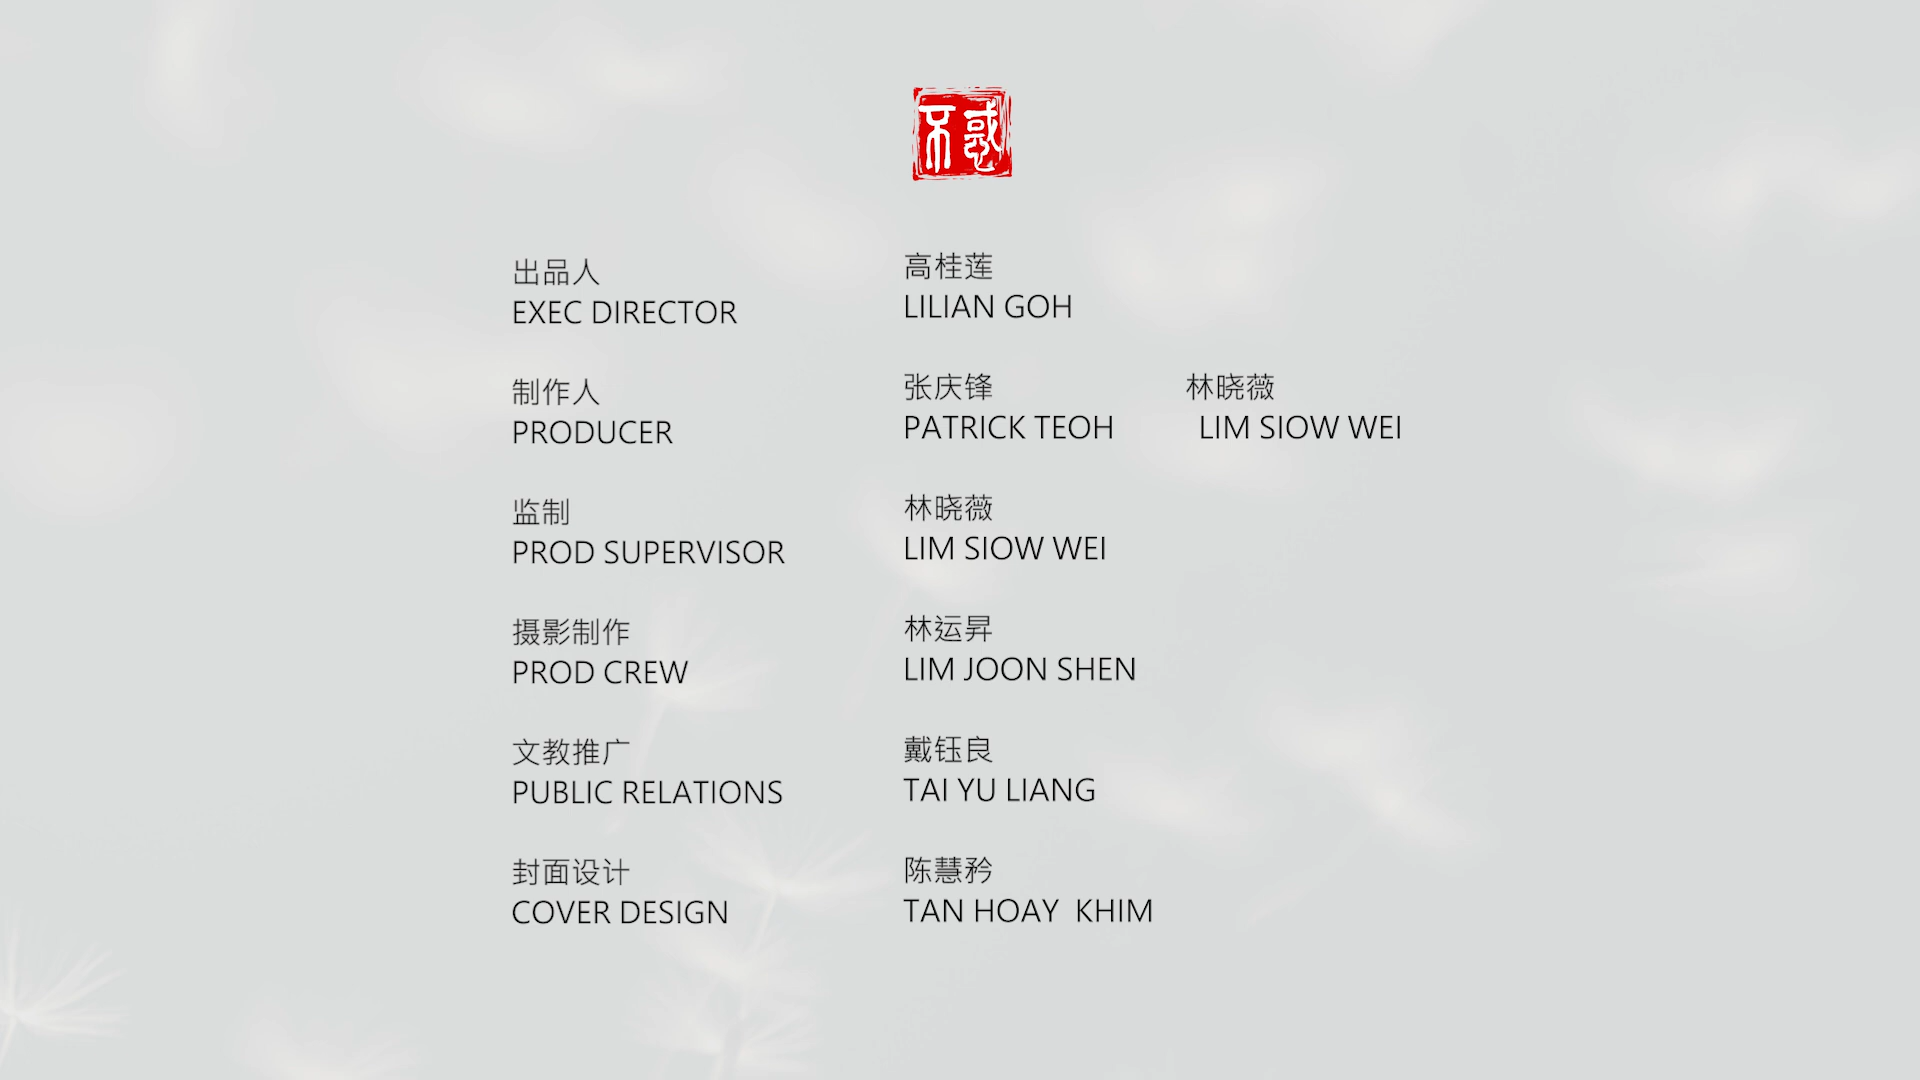 不惑
出品人 高桂莲
EXEC DIRECTOR LILIAN GOH
制作人 张庆锋 林晓薇
PRODUCER PATRICK TEOH LIM SIOW WEI
监制 林晓薇
PROD SUPERVISOR LIM SIOW WEI
摄影制作 林运昇
PROD CREW LIM JOON SHEN
文教推广 戴钰良
PUBLIC RELATIONS TAI YU LIANG
封面设计 陈慧矜
COVER DESIGN TAN HOAY  KHIM